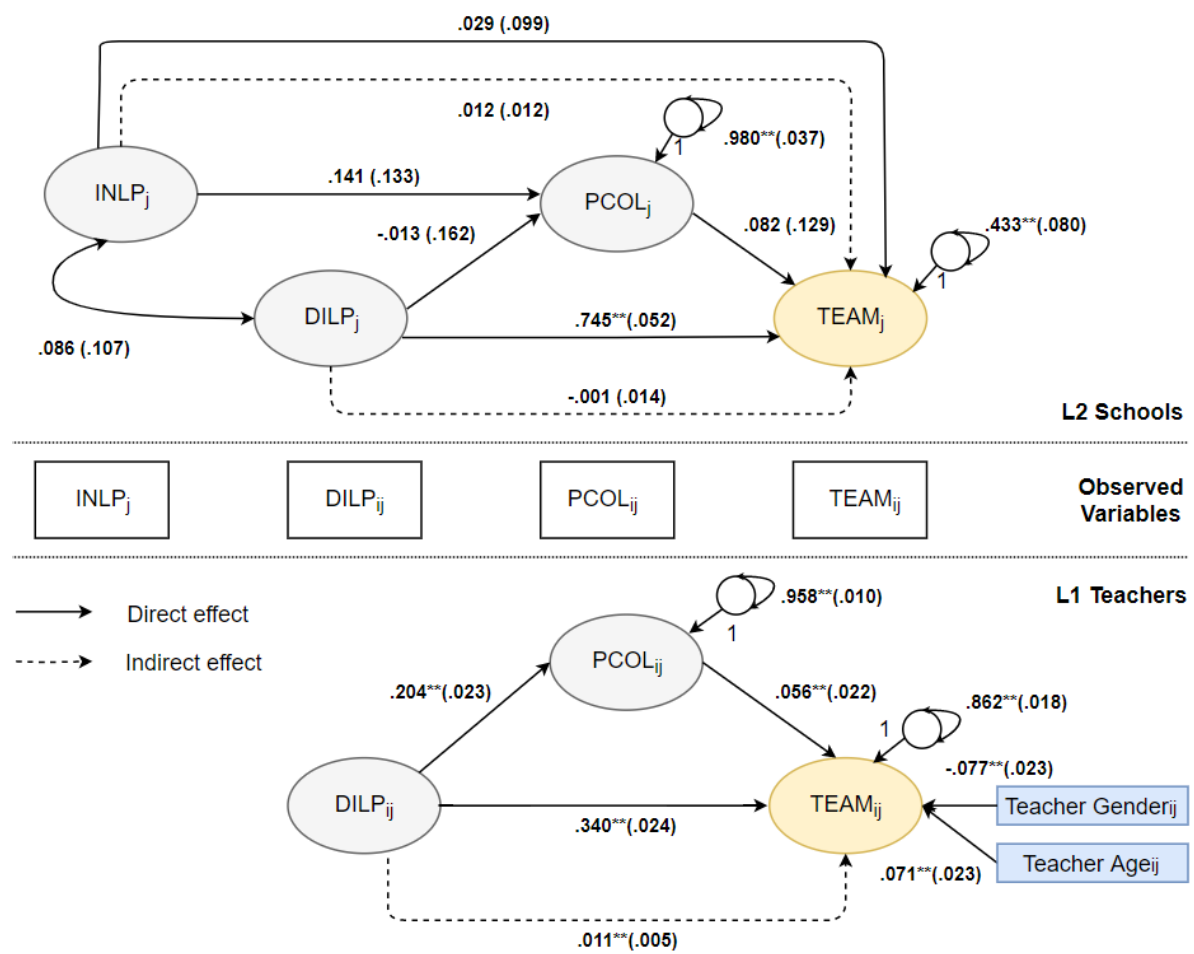 .029 (.099)
.012 (.012)
.980**(.037)
1
INLPj
.141 (.133)
PCOLj
-.013 (.162)
.082 (.129)
.433**(.080)
1
DILPj
.745**(.052)
TEAMj
.086 (.107)
-.001 (.014)
L2 Schools
INLPj
DILPij
PCOLij
TEAMij
Observed
Variables
L1 Teachers
Direct effect
Indirect effect
.958**(.010)
1
PCOLij
.204**(.023)
.056**(.022)
.862**(.018)
1
-.077**(.023)
DILPij
.340**(.024)
TEAMij
Teacher Genderij
Teacher Ageij
.071**(.023)
.011**(.005)